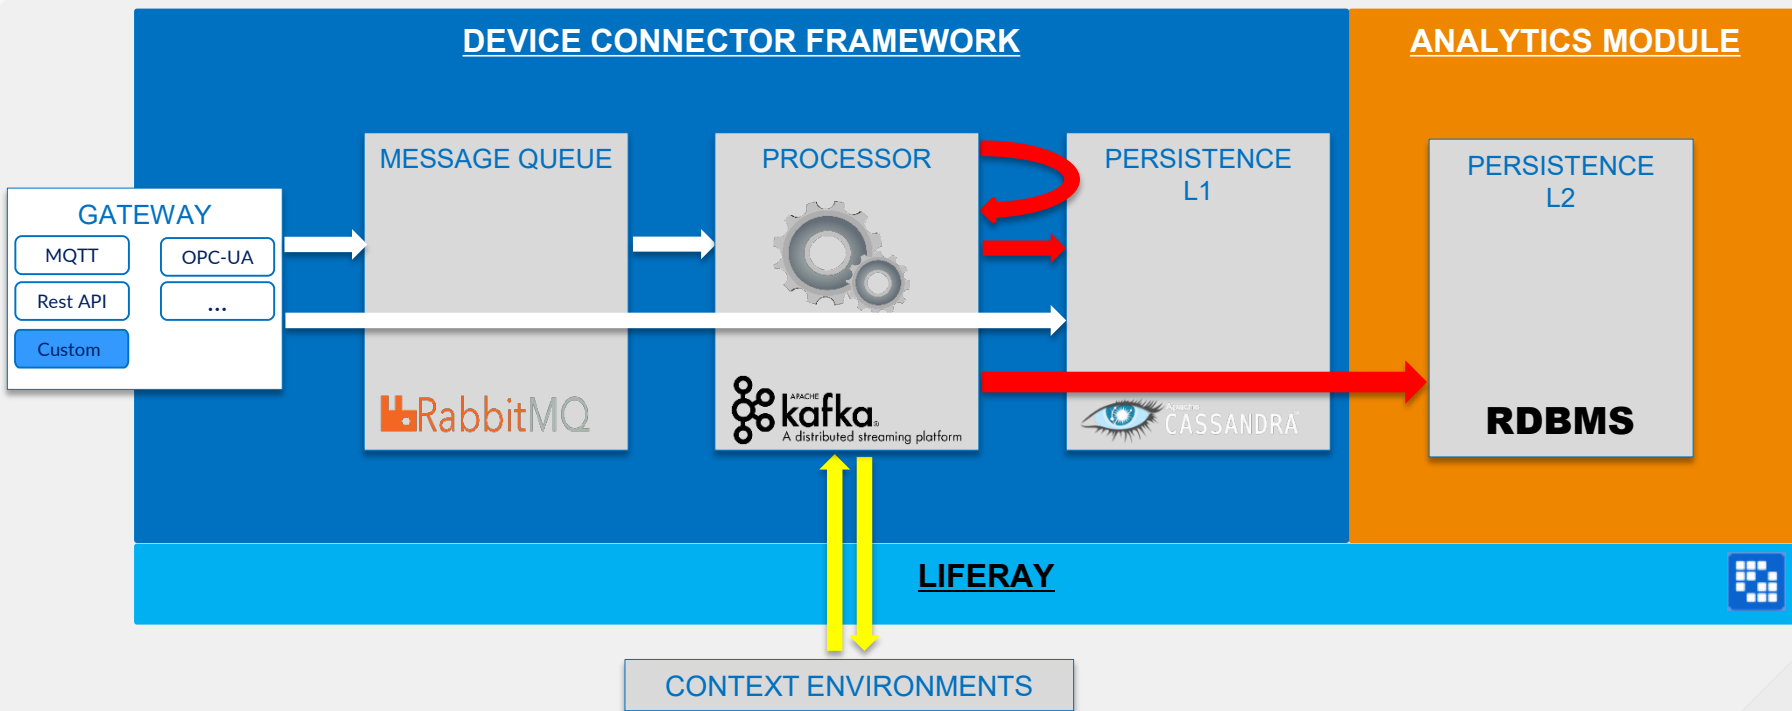 DEVICE CONNECTOR FRAMEWORK
ANALYTICS MODULE
GATEWAY
MQTT
OPC-UA
Rest API
...
Custom
MESSAGE QUEUE
RabbitMQ
PROCESSOR
APACHE
kafka®
A distributed streaming platform
PERSISTENCE
L1
Apache
CASSANDRA
PERSISTENCE
L2
RDBMS
LIFERAY
CONTEXT ENVIRONMENTS